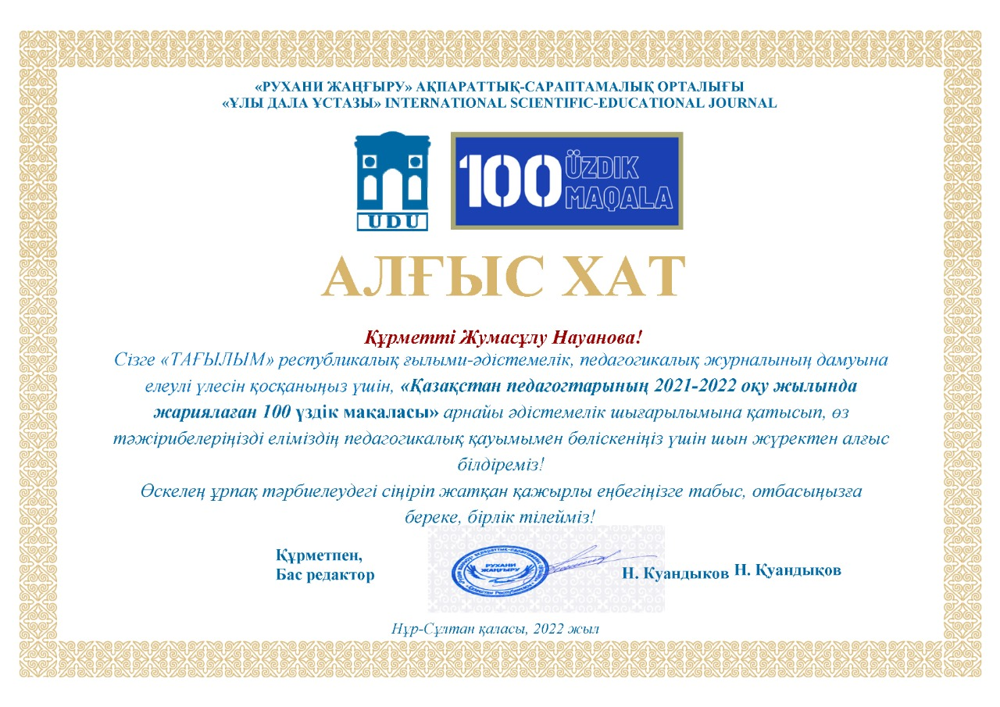 «РУХАНИ ЖАҢҒЫРУ» АҚПАРАТТЫҚ-САРАПТАМАЛЫҚ ОРТАЛЫҒЫ
«ҰЛЫ ДАЛА ҰСТАЗЫ» INTERNATIONAL SCIENTIFIC-EDUCATIONAL JOURNAL
UDU
100 ÜZDIK
MAQALA
АЛҒЫС ХАТ
Құрметті Жумасұлу Науанова!
Сізге «ТАҒЫЛЫМ» республикалық ғылыми-әдістемелік, педагогикалық журналының дамуына
елеулі үлесін қосқаныңыз үшін, «Қазақстан педагогтарының 2021-2022 оқу жылында
жариялаған 100 үздік мақаласы» арнайы әдістемелік шығарылымына қатысып, өз
тәжірибелеріңізді еліміздің педагогикалық қауымымен бөліскеніңіз үшін шын жүректен алғыс
білдіреміз!
Өскелең ұрпақ тәрбиелеудегі сіңіріп жатқан қажырлы еңбегіңізге табыс, отбасыңызға
береке, бірлік тілейміз!
Құрметпен,
Бас редактор
РУХАНИ
ЖАҢҒЫРУ
Н. Куандыков Н. Қуандықов
Нұр-Сұлтан қаласы, 2022 жыл